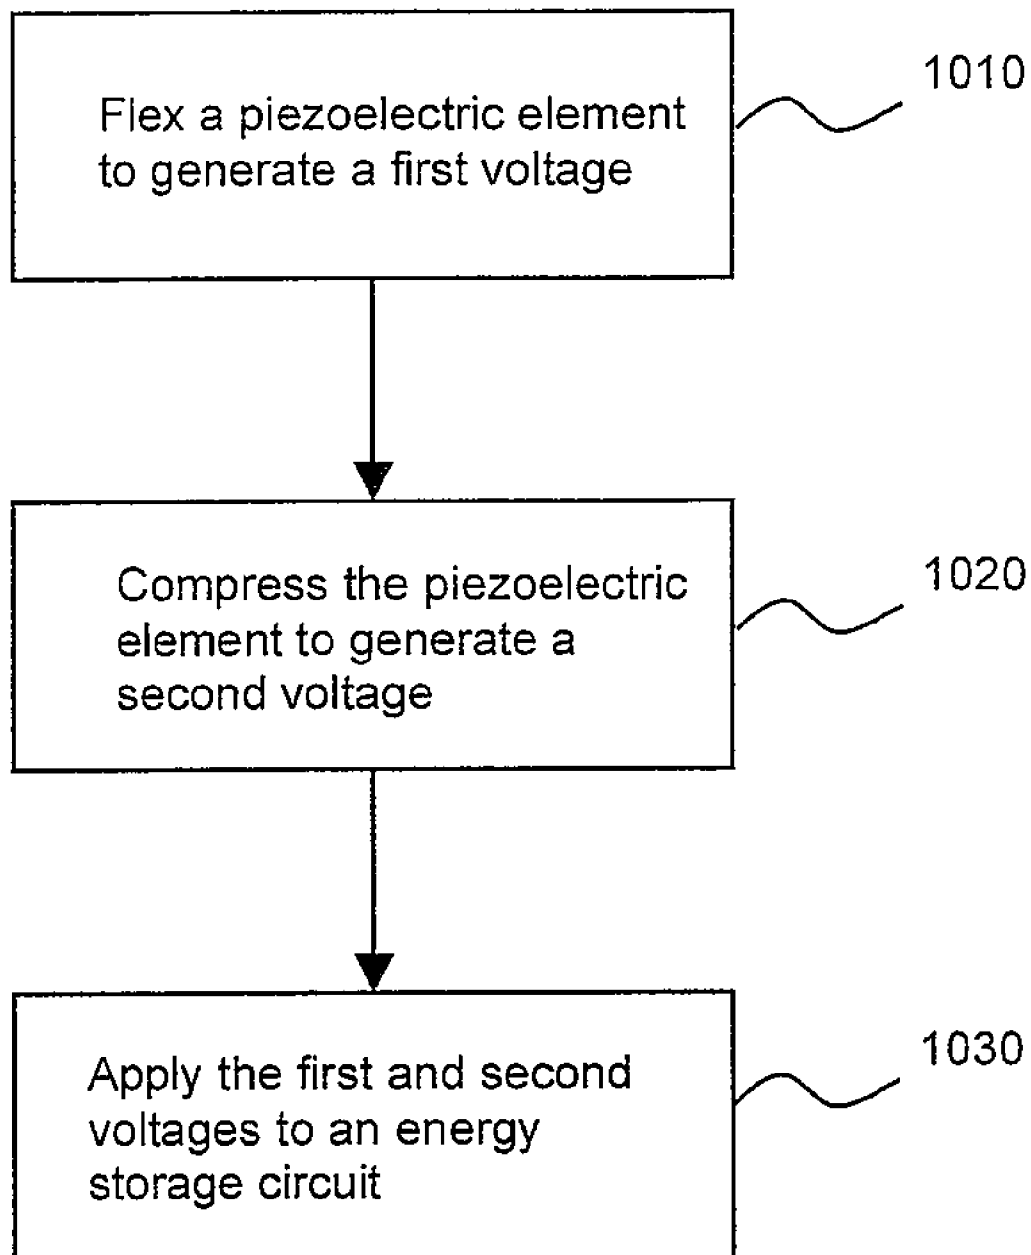 Flex a piezoelectric element
to generate a first voltage
1010
Compress the piezoelectric
element to generate a
second voltage
1020
Apply the first and second
voltages to an energy
storage circuit
1030